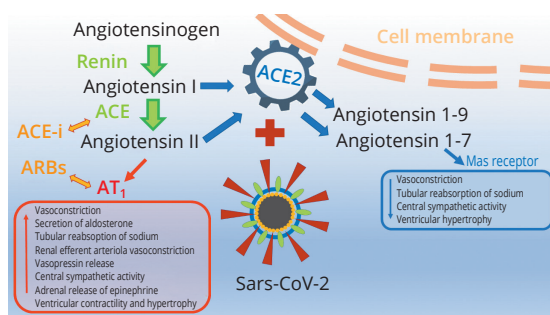 Angiotensinogen
Renin
Angiotensin I
ACE
ACE-i
Angiotensin II
ARBs
AT1
Vasoconstriction
Secretion of aldosterone
Tubular reabsoption of sodium
Renal efferent arteriola vasoconstriction
Vasopressin release
Central sympathetic activity
Adrenal release of epinephrine
Ventricular contractility and hypertrophy
ACE2
Sars-CoV-2
Cell membrane
Angiotensin 1-9
Angiotensin 1-7
Mas receptor
Vasoconstriction
Tubular reabsorption of sodium
Central sympathetic activity
Ventricular hypertrophy